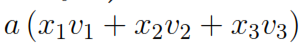 a (x₁v₁ + x₂v₂ + x₃v₃)